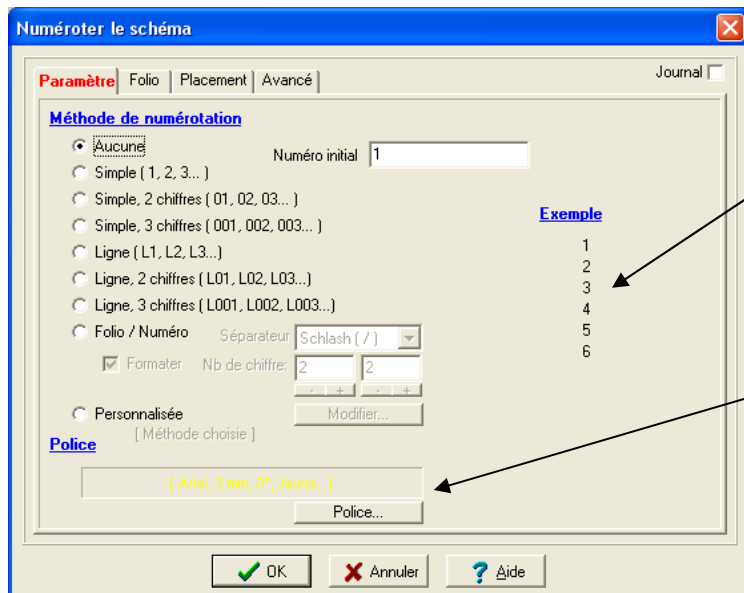 Numéroter le schéma
Paramètre Folio Placement Avancé
Journal
Méthode de numérotation
Aucune
Numéro initial 1
Simple ( 1, 2, 3... )
Simple, 2 chiffres ( 01, 02, 03... )
Simple, 3 chiffres ( 001, 002, 003... )
Ligne ( L1, L2, L3...)
Ligne, 2 chiffres ( L01, L02, L03...)
Ligne, 3 chiffres ( L001, L002, L003...)
Folio / Numéro Séparateur Schlash ( / )
Formater Nb de chiffre: 2 2
- + - +
Personnalisée Modifier...
[ Méthode choisie ]
Exemple
1
2
3
4
5
6
Police
[ Arial, 3 mm, 0°, Jaune, ]
Police...
OK Annuler Aide